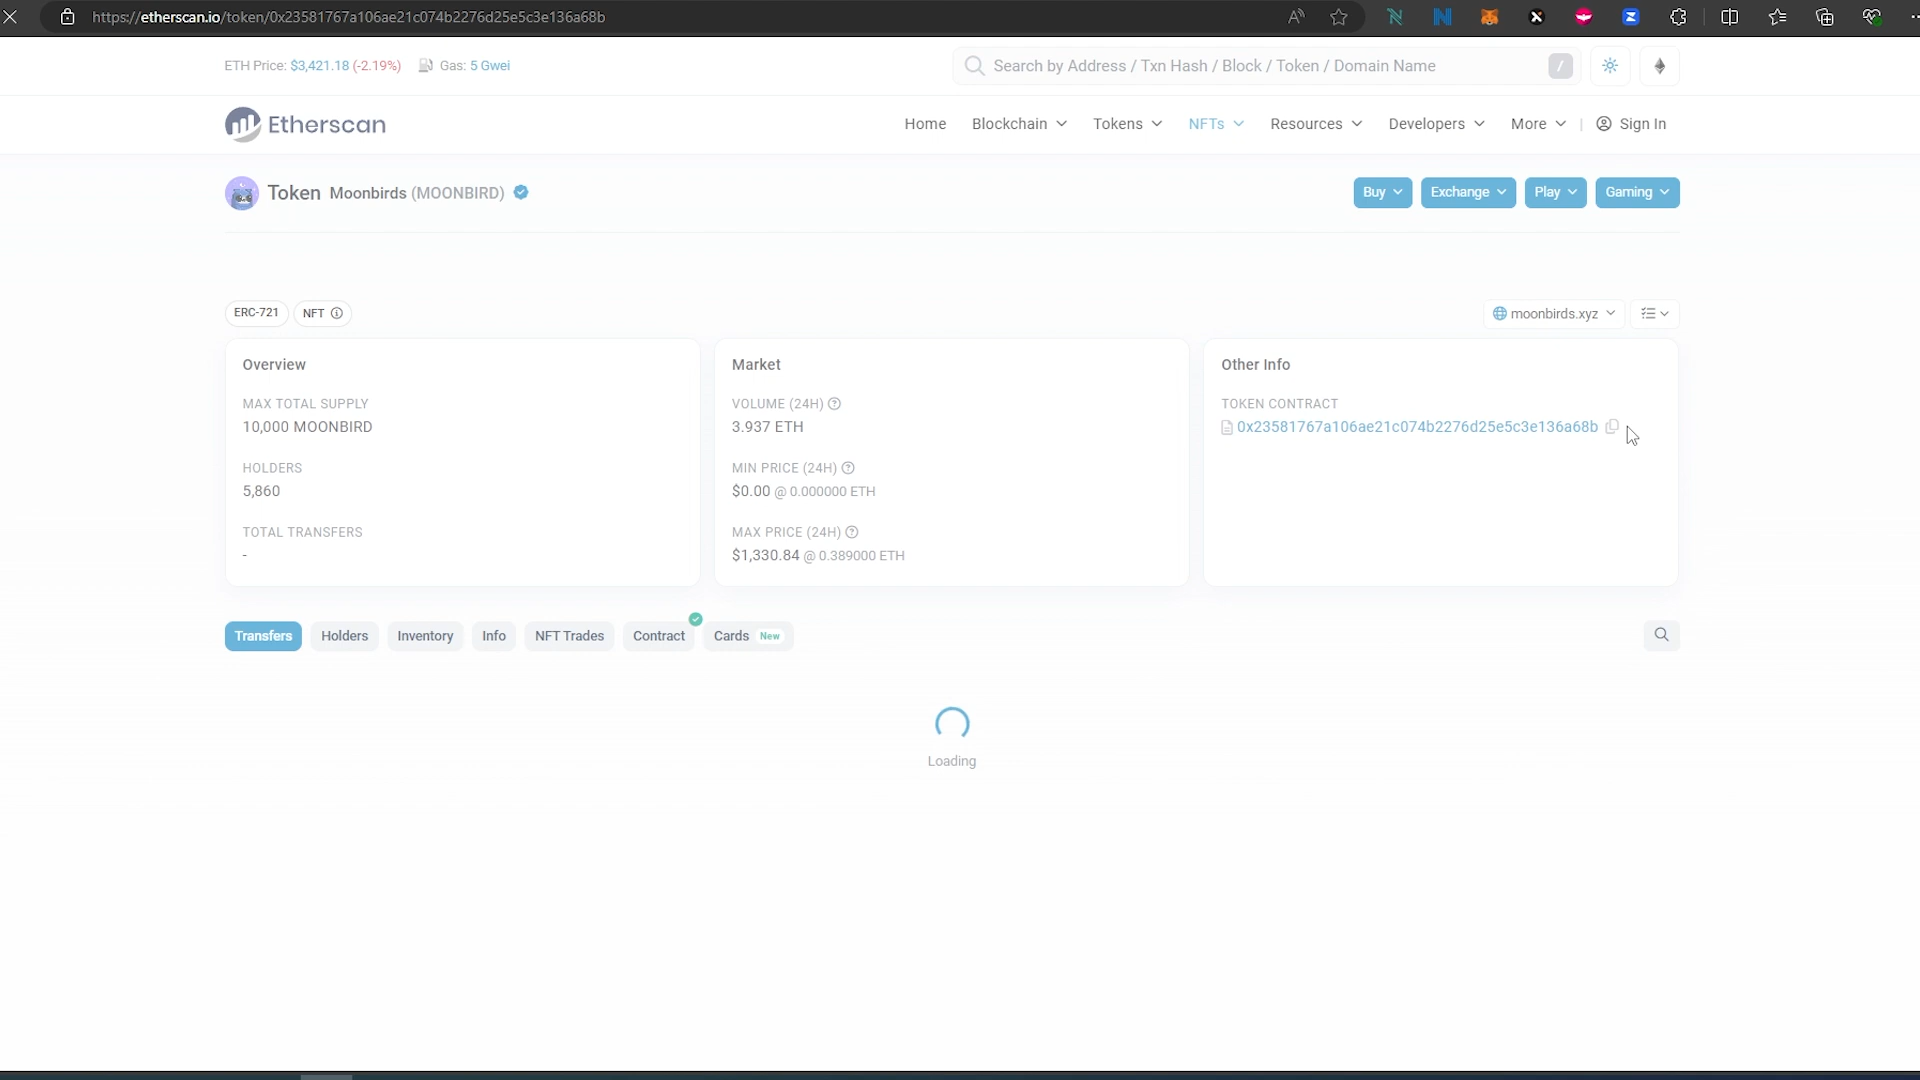 https://etherscan.io/token/0x23581767a106ae21c074b2276d25e5c3e136a68b
ETH Price: $3,421.18 (-2.19%) Gas: 5 Gwei
Search by Address / Txn Hash / Block / Token / Domain Name /
Etherscan
Home Blockchain Tokens NFTs Resources Developers More | Sign In
Token Moonbirds (MOONBIRD)
Buy Exchange Play Gaming
ERC-721 NFT
moonbirds.xyz
Overview
MAX TOTAL SUPPLY
10,000 MOONBIRD
HOLDERS
5,860
TOTAL TRANSFERS
-
Market
VOLUME (24H)
3.937 ETH
MIN PRICE (24H)
$0.00 @ 0.000000 ETH
MAX PRICE (24H)
$1,330.84 @ 0.389000 ETH
Other Info
TOKEN CONTRACT
0x23581767a106ae21c074b2276d25e5c3e136a68b
Transfers Holders Inventory Info NFT Trades Contract Cards New
Loading